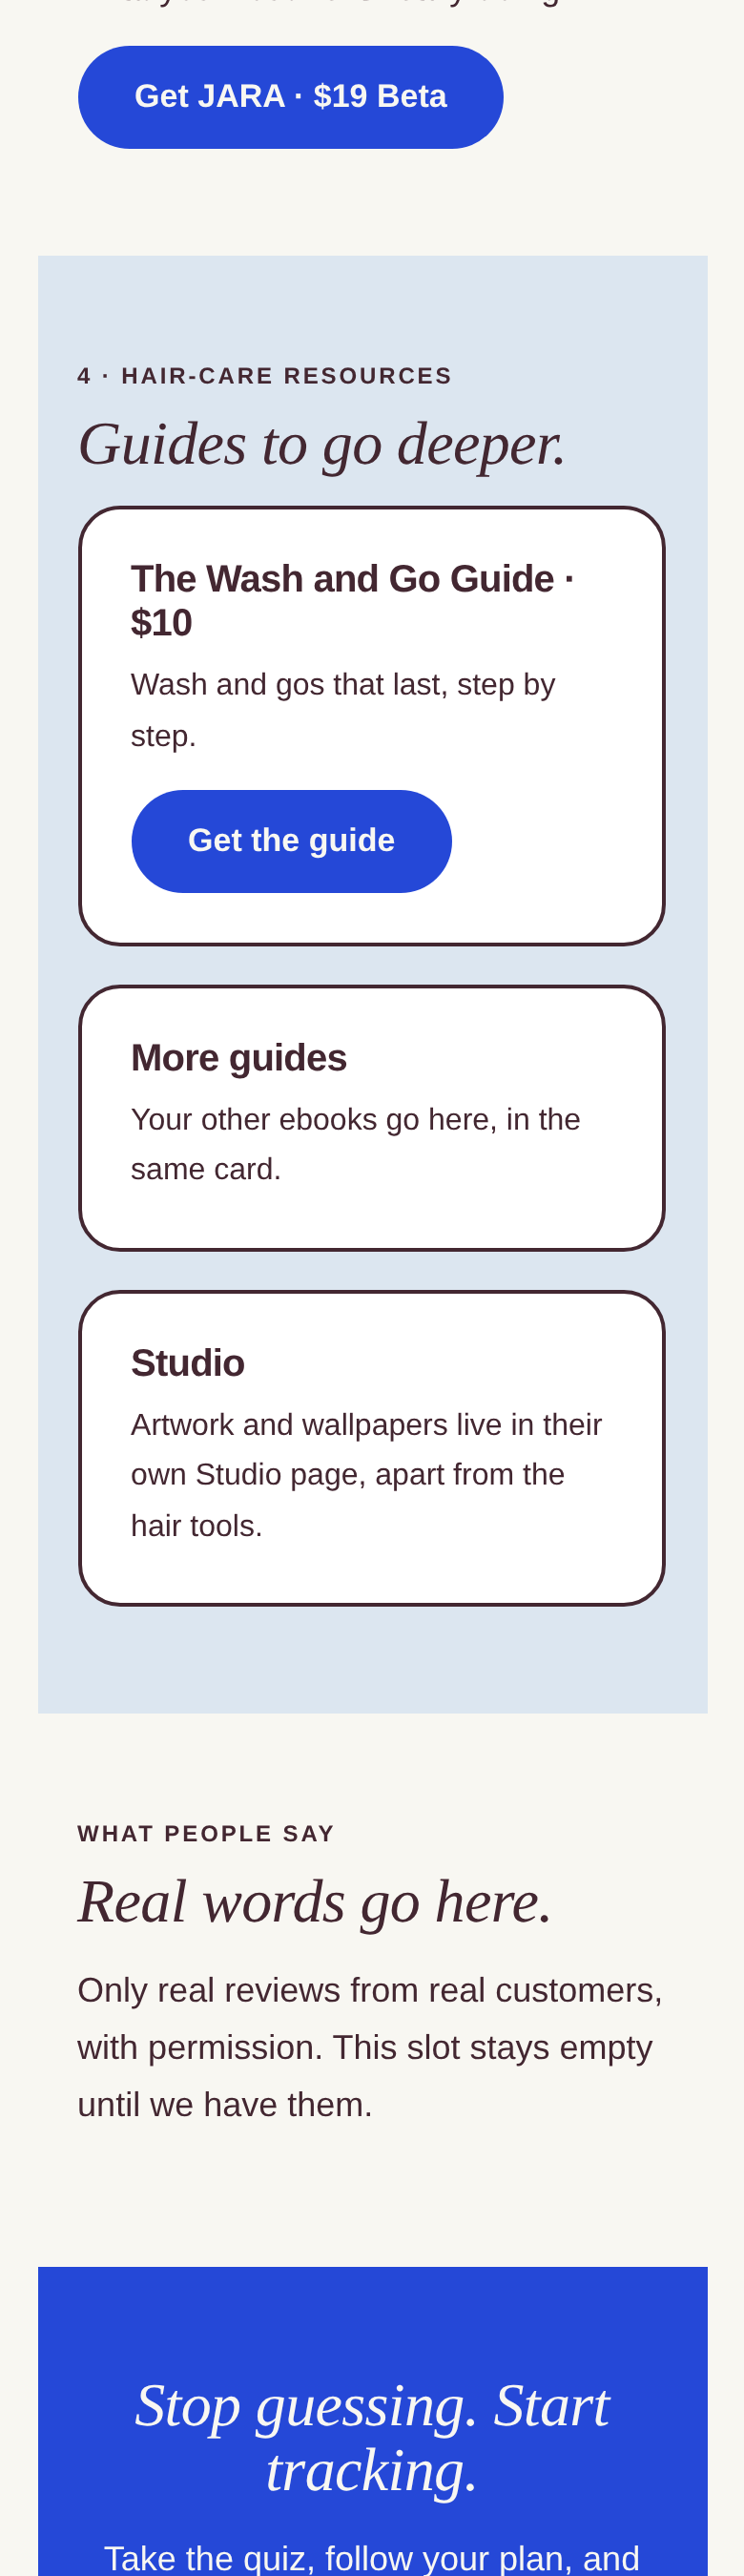 Get JARA · $19 Beta
4 · HAIR-CARE RESOURCES
Guides to go deeper.
The Wash and Go Guide ·
$10
Wash and gos that last, step by
step.
Get the guide
More guides
Your other ebooks go here, in the
same card.
Studio
Artwork and wallpapers live in their
own Studio page, apart from the
hair tools.
WHAT PEOPLE SAY
Real words go here.
Only real reviews from real customers,
with permission. This slot stays empty
until we have them.
Stop guessing. Start
tracking.
Take the quiz, follow your plan, and